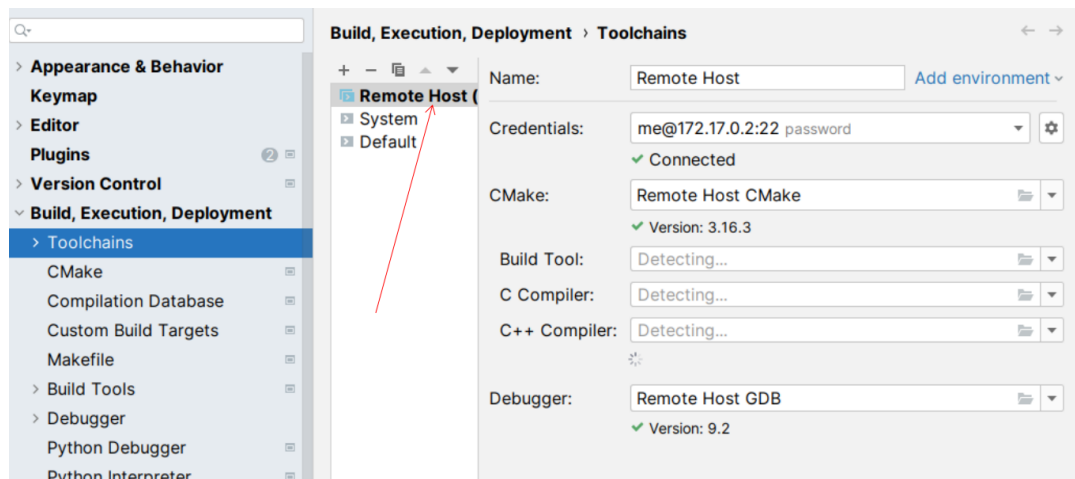 Appearance & Behavior
Keymap
Editor
Plugins 2
Version Control
Build, Execution, Deployment
Toolchains
CMake
Compilation Database
Custom Build Targets
Makefile
Build Tools
Debugger
Python Debugger
Python Interpreter
Build, Execution, Deployment › Toolchains
Remote Host (
System
Default
Name: Remote Host Add environment
Credentials: me@172.17.0.2:22 password
Connected
CMake: Remote Host CMake
Version: 3.16.3
Build Tool: Detecting...
C Compiler: Detecting...
C++ Compiler: Detecting...
Debugger: Remote Host GDB
Version: 9.2